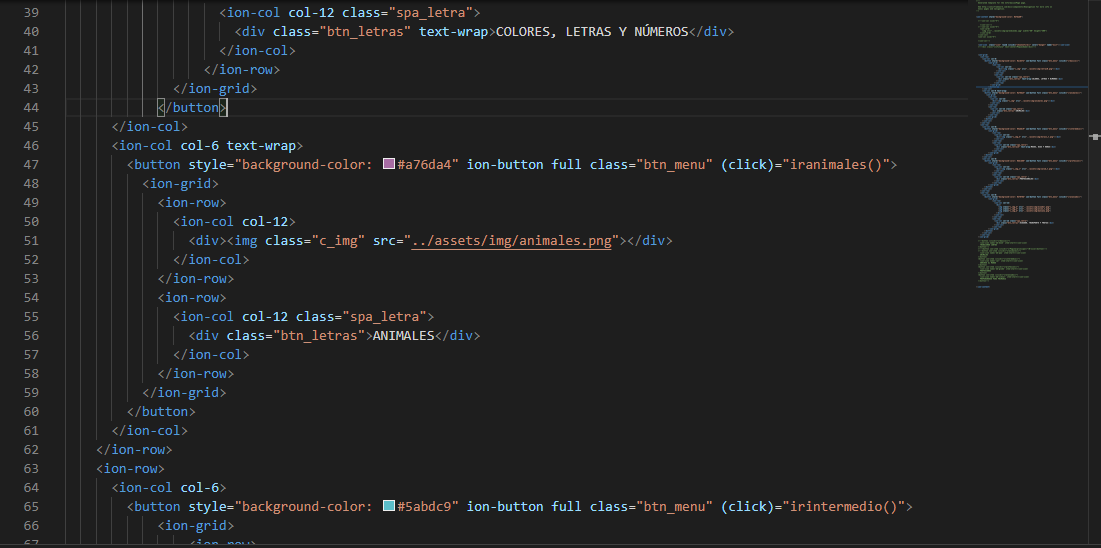 39 <ion-col col-12 class="spa_letra">
40 <div class="btn_letras" text-wrap>COLORES, LETRAS Y NÚMEROS</div>
41 </ion-col>
42 </ion-row>
43 </ion-grid>
44 </button>
45 </ion-col>
46 <ion-col col-6 text-wrap>
47 <button style="background-color: #a76da4" ion-button full class="btn_menu" (click)="iranimales()">
48 <ion-grid>
49 <ion-row>
50 <ion-col col-12>
51 <div><img class="c_img" src="../assets/img/animales.png"></div>
52 </ion-col>
53 </ion-row>
54 <ion-row>
55 <ion-col col-12 class="spa_letra">
56 <div class="btn_letras">ANIMALES</div>
57 </ion-col>
58 </ion-row>
59 </ion-grid>
60 </button>
61 </ion-col>
62 </ion-row>
63 <ion-row>
64 <ion-col col-6>
65 <button style="background-color: #5abdc9" ion-button full class="btn_menu" (click)="irintermedio()">
66 <ion-grid>
67 <ion-row>